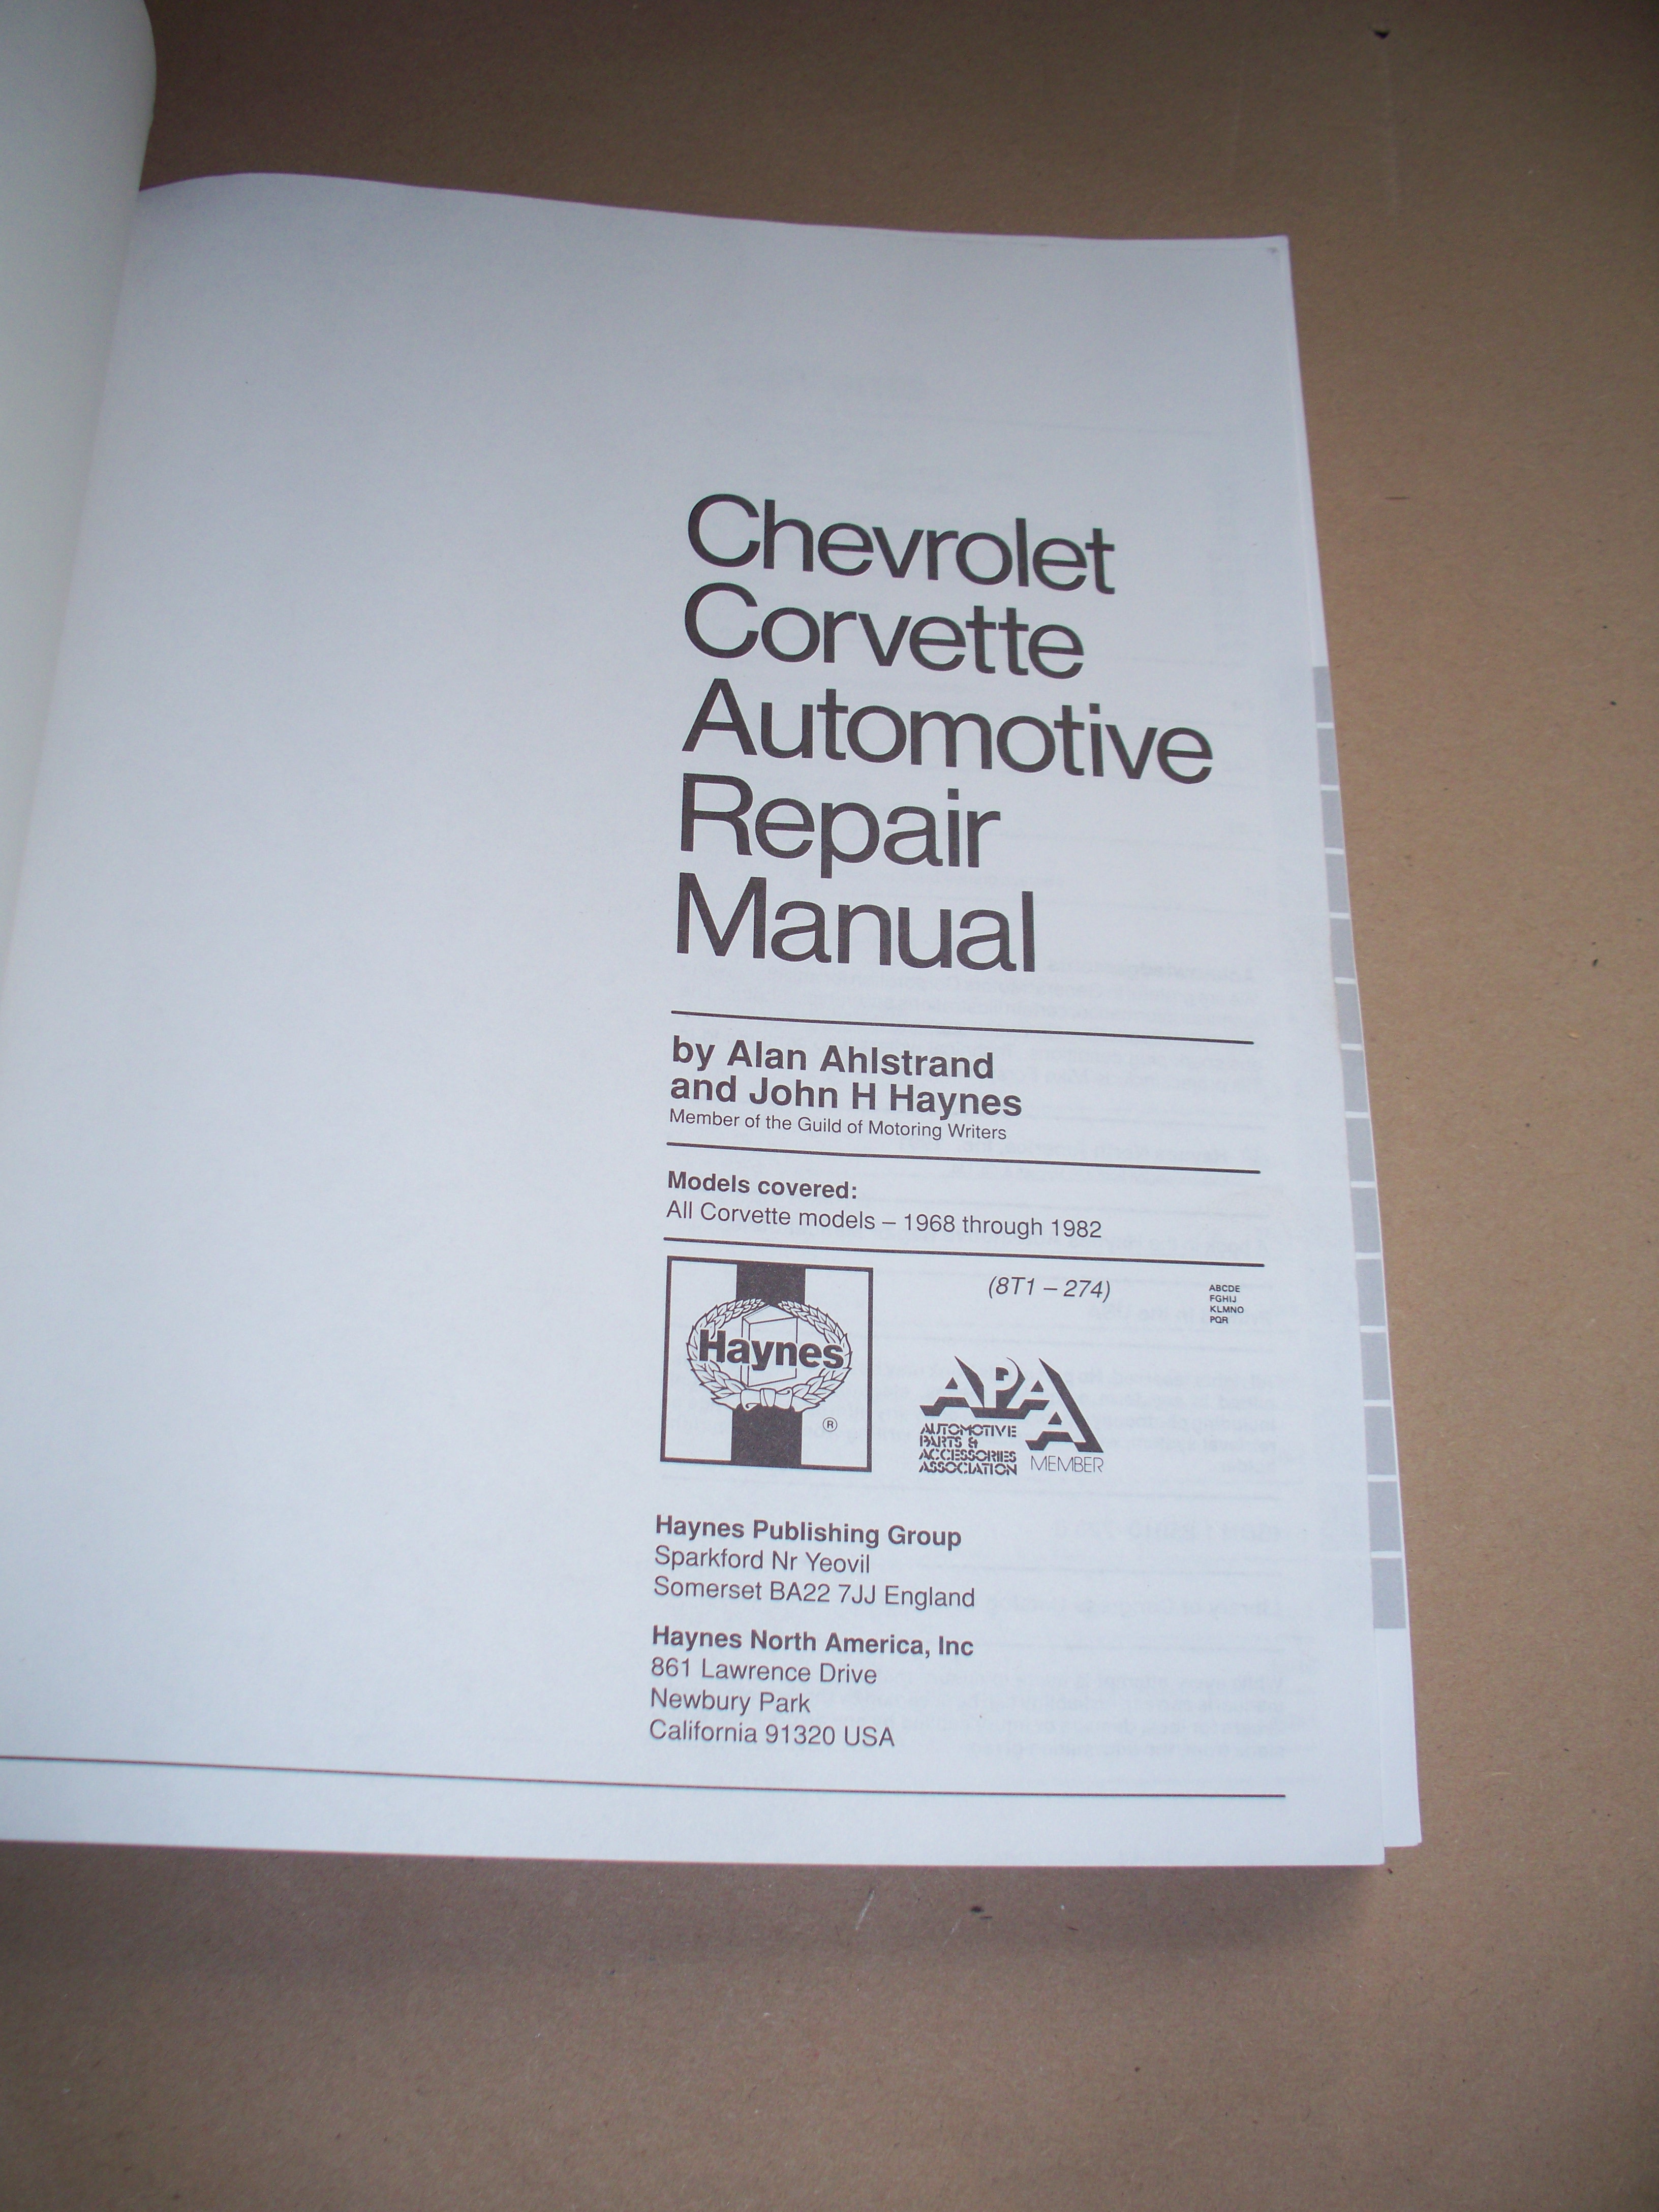 Chevrolet
Corvette
Automotive
Repair
Manual
by Alan Ahlstrand
and John H Haynes
Member of the Guild of Motoring Writers
Models covered:
All Corvette models – 1968 through 1982
(8T1 – 274)
ABCDE
FGHIJ
KLMNO
PQR
Haynes
®
APAA
AUTOMOTIVE
PARTS &
ACCESSORIES
ASSOCIATION MEMBER
Haynes Publishing Group
Sparkford Nr Yeovil
Somerset BA22 7JJ England
Haynes North America, Inc
861 Lawrence Drive
Newbury Park
California 91320 USA